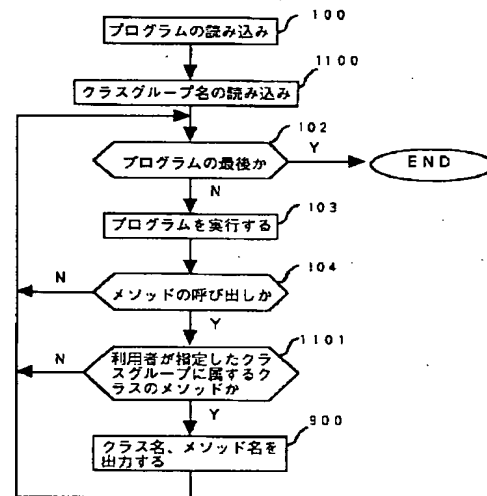 100
プログラムの読み込み
1100
クラスグループ名の読み込み
102
プログラムの最後か
Y
END
N
103
プログラムを実行する
104
N
メソッドの呼び出しか
Y
1101
N
利用者が指定したクラ
スグループに属するク
ラスのメソッドか
Y
900
クラス名、メソッド名を
出力する